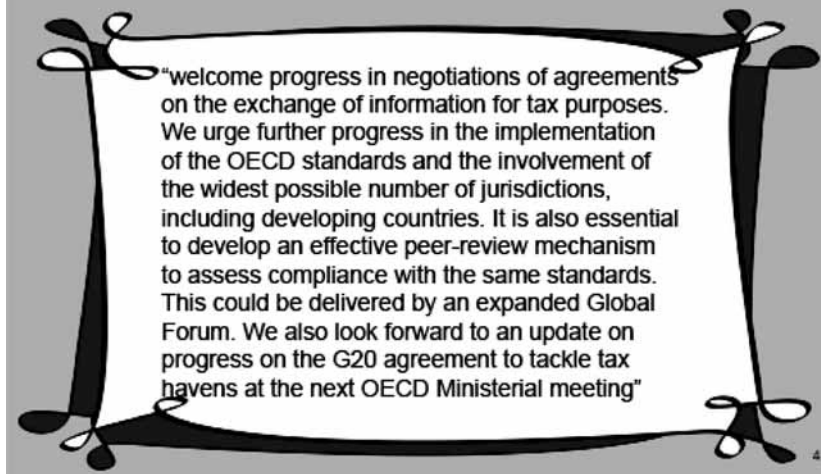 “welcome progress in negotiations of agreements
on the exchange of information for tax purposes.
We urge further progress in the implementation
of the OECD standards and the involvement of
the widest possible number of jurisdictions,
including developing countries. It is also essential
to develop an effective peer-review mechanism
to assess compliance with the same standards.
This could be delivered by an expanded Global
Forum. We also look forward to an update on
progress on the G20 agreement to tackle tax
havens at the next OECD Ministerial meeting”
4